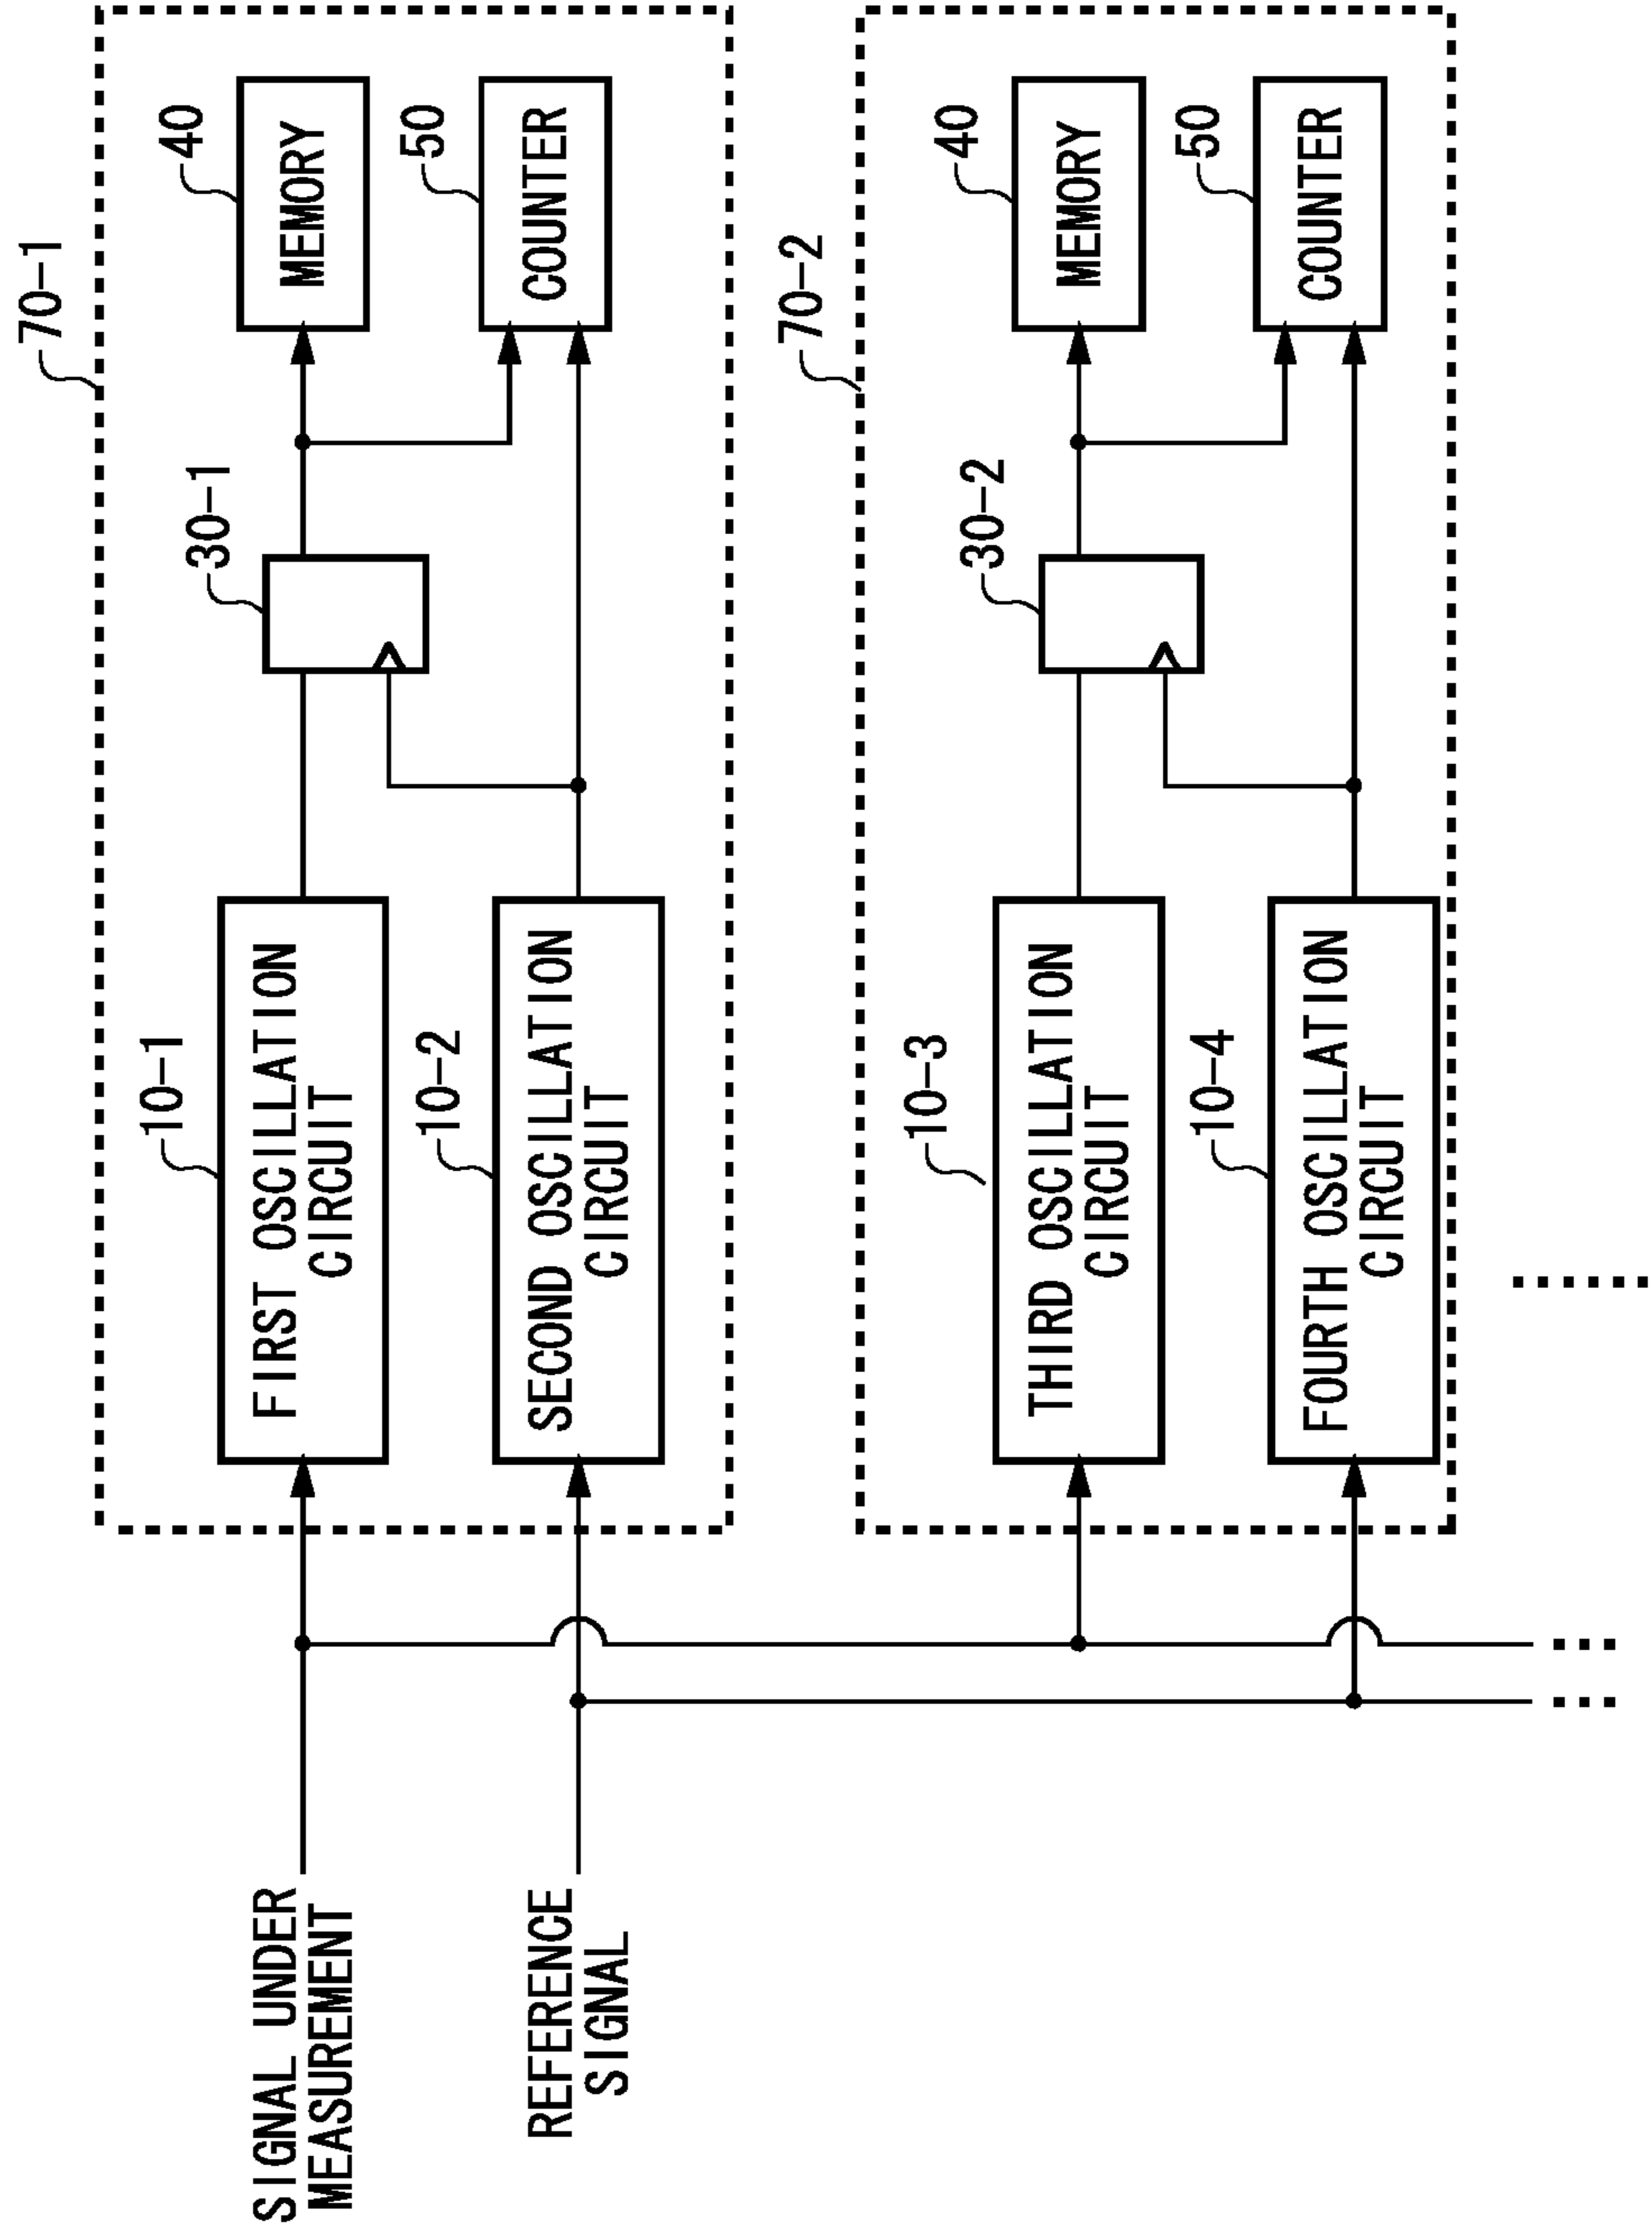 70-1
10-1
30-1
40
SIGNAL UNDER
MEASUREMENT
FIRST OSCILLATION
CIRCUIT
MEMORY
10-2
50
REFERENCE
SIGNAL
SECOND OSCILLATION
CIRCUIT
COUNTER
70-2
10-3
30-2
40
THIRD OSCILLATION
CIRCUIT
MEMORY
10-4
50
FOURTH OSCILLATION
CIRCUIT
COUNTER